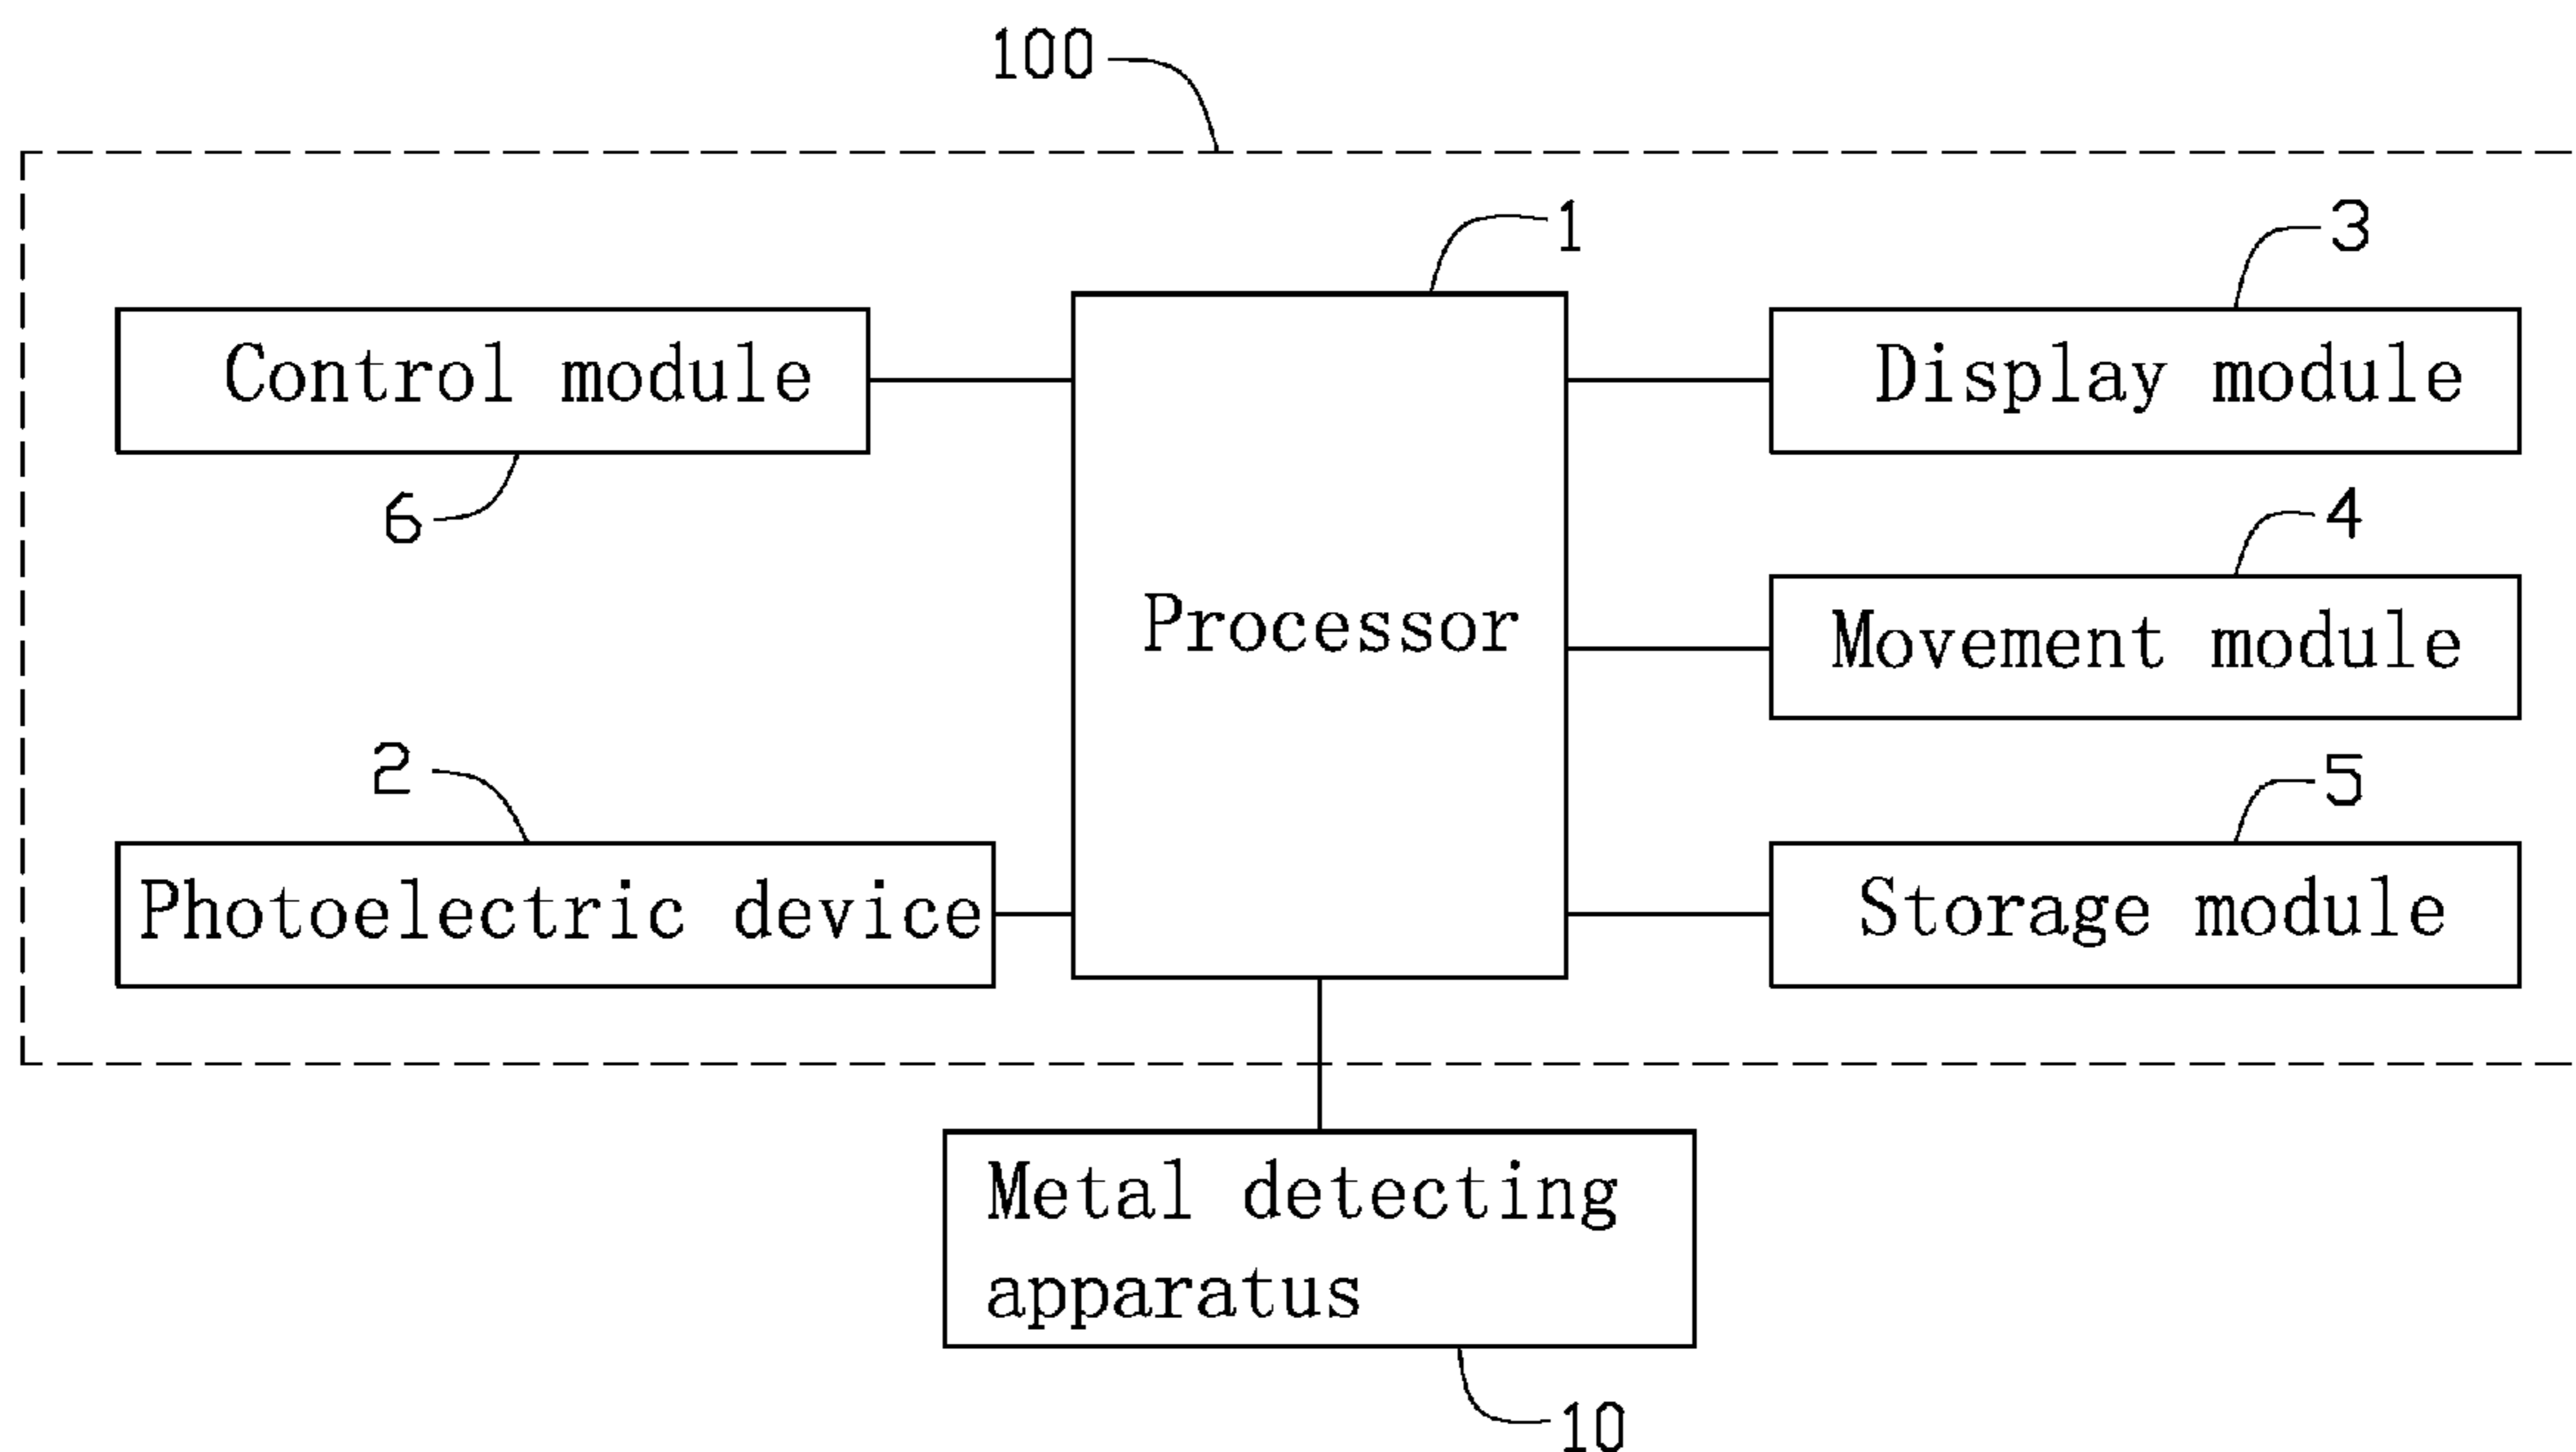 100
1
3
Control module
Display module
6
4
Processor
Movement module
2
5
Photoelectric device
Storage module
Metal detecting
apparatus
10